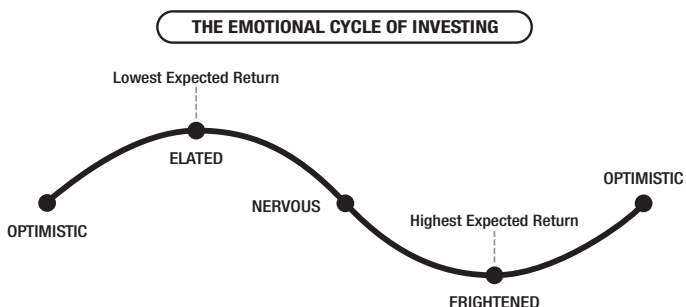 THE EMOTIONAL CYCLE OF INVESTING
Lowest Expected Return
ELATED
OPTIMISTIC
NERVOUS
Highest Expected Return
FRIGHTENED
OPTIMISTIC